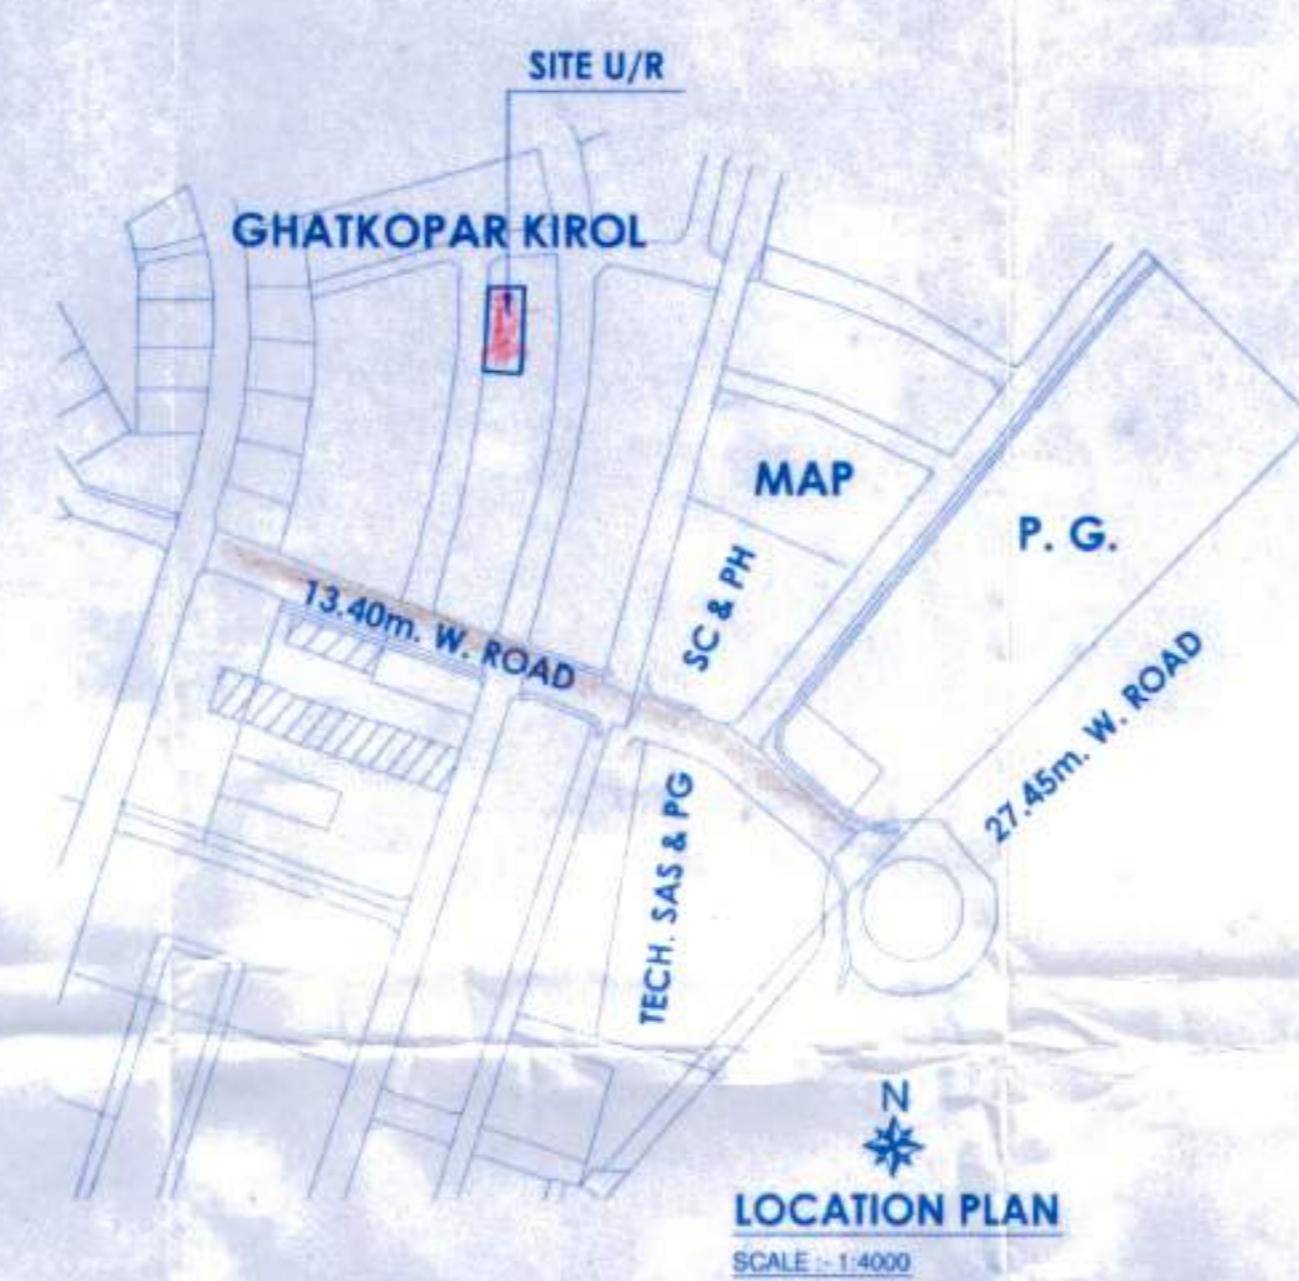 SITE U/R
GHATKOPAR KIROL
MAP
P. G.
SC & PH
13.40m. W. ROAD
27.45m. W. ROAD
TECH. SAS & PG
N
LOCATION PLAN
SCALE :- 1:4000